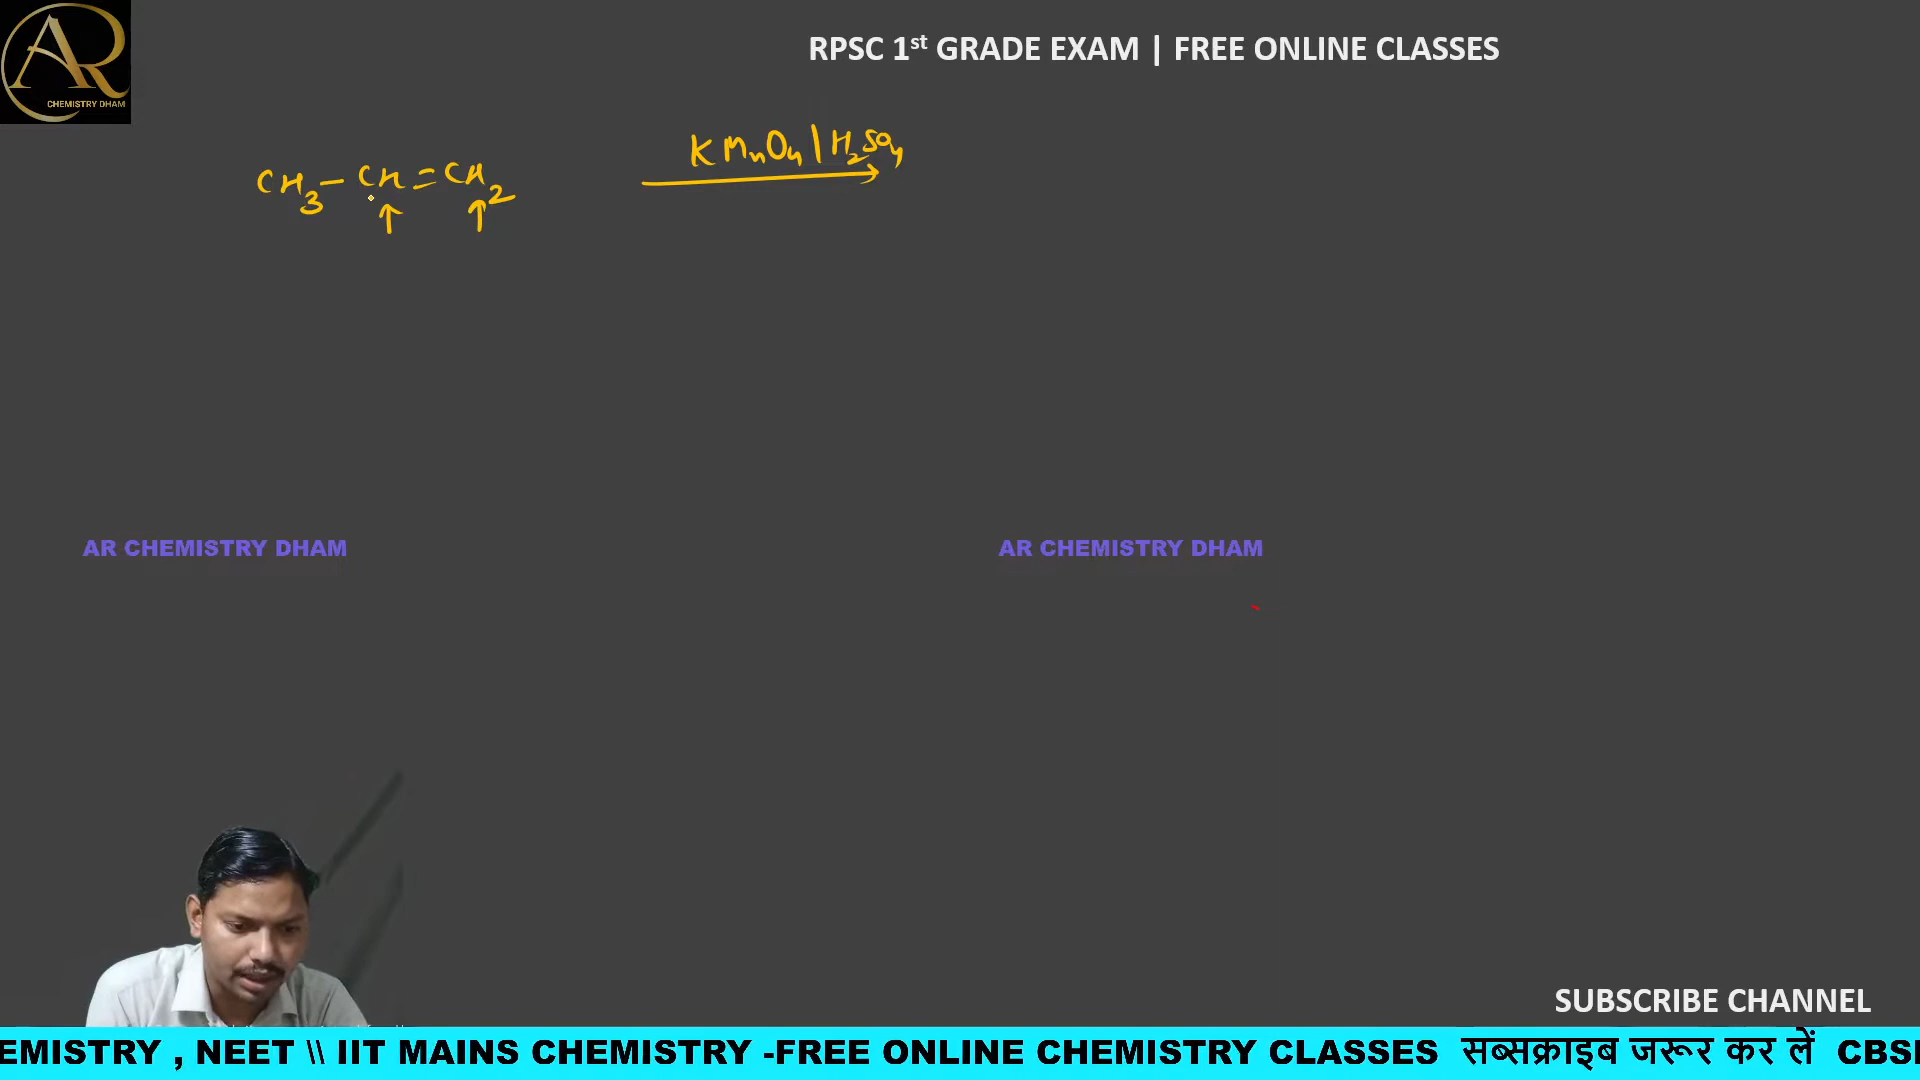 AR
CHEMISTRY DHAM
RPSC 1st GRADE EXAM | FREE ONLINE CLASSES
CH3-CH=CH2
KMnO4|H2SO4
AR CHEMISTRY DHAM
AR CHEMISTRY DHAM
SUBSCRIBE CHANNEL
EMISTRY , NEET \\ IIT MAINS CHEMISTRY -FREE ONLINE CHEMISTRY CLASSES सब्सक्राइब जरूर कर लें CBS